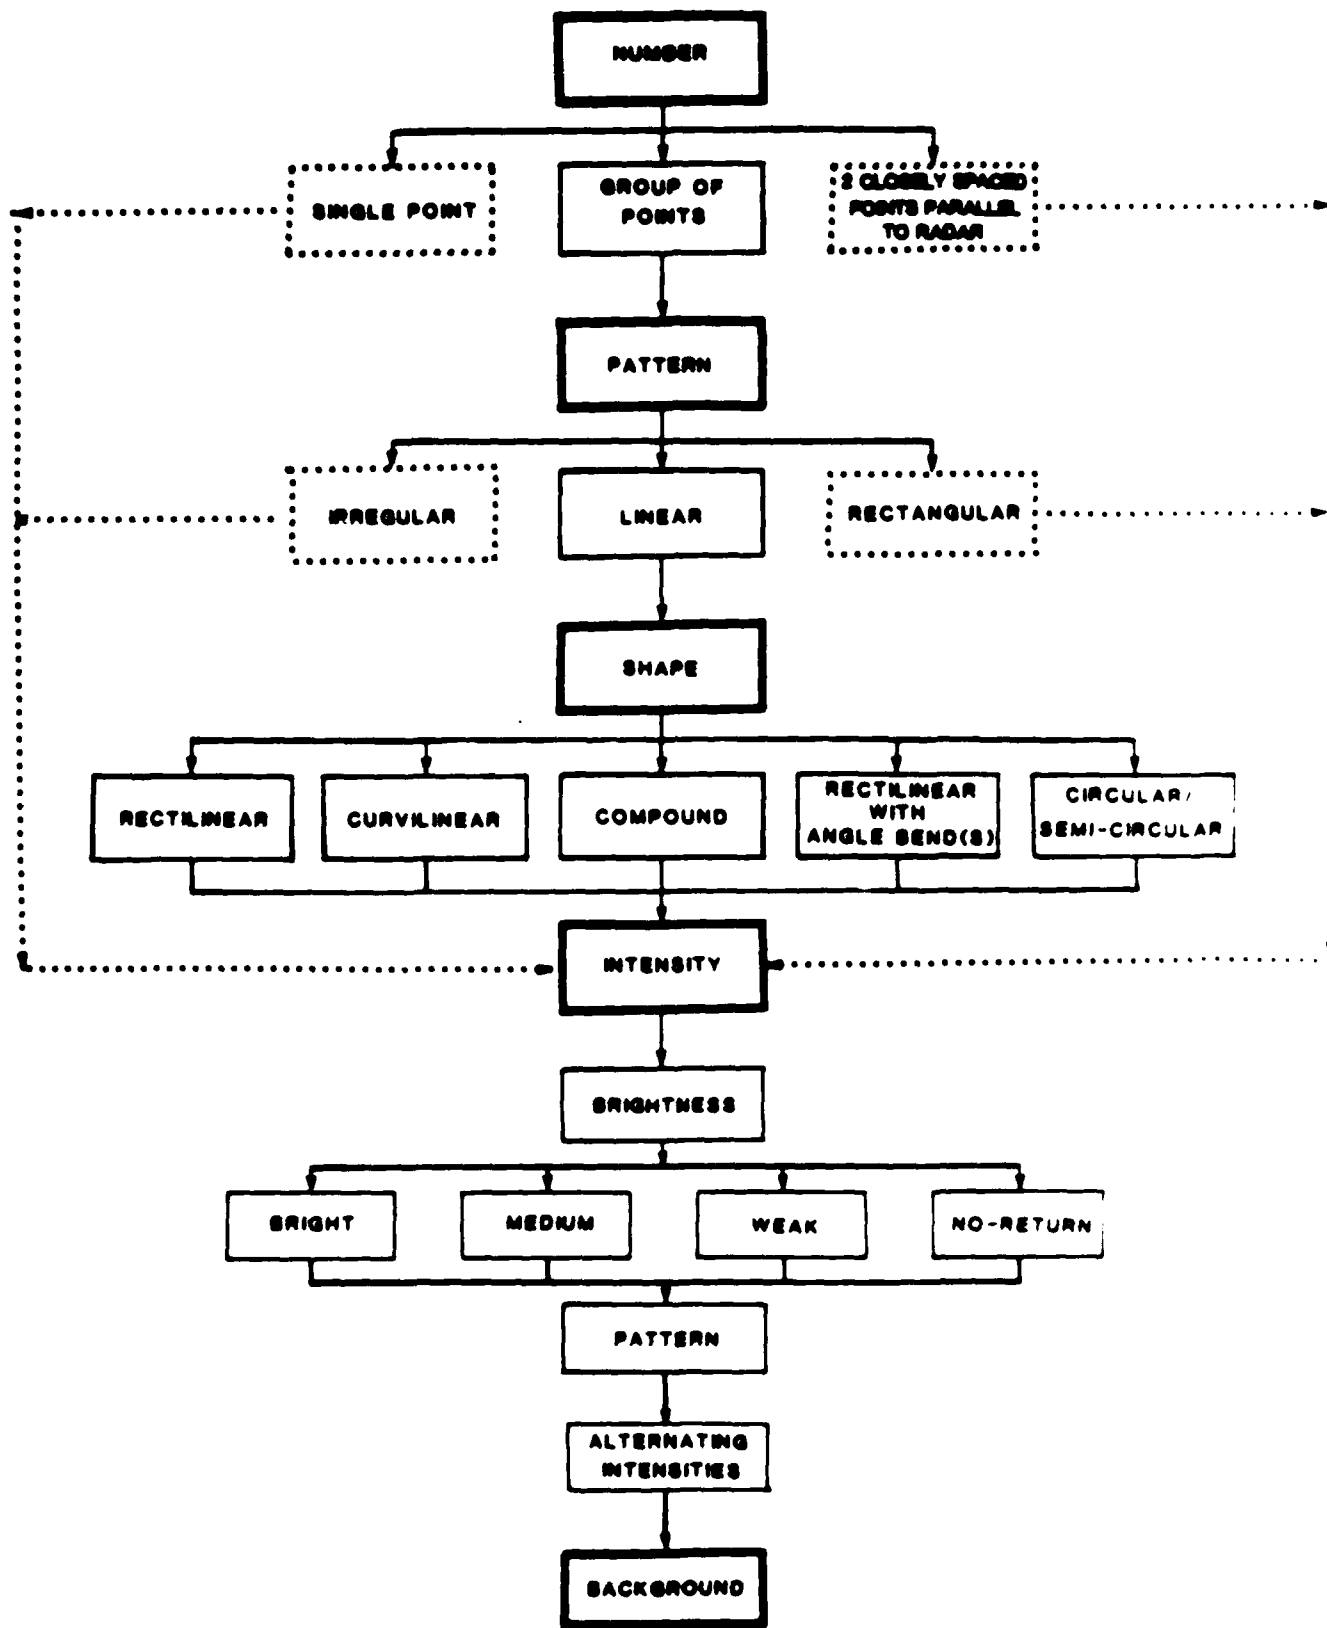 NUMBER
SINGLE POINT
GROUP OF
POINTS
2 CLOSELY SPACED
POINTS PARALLEL
TO RADAR
PATTERN
IRREGULAR
LINEAR
RECTANGULAR
SHAPE
RECTILINEAR
CURVILINEAR
COMPOUND
RECTILINEAR
WITH
ANGLE BEND(S)
CIRCULAR/
SEMI-CIRCULAR
INTENSITY
BRIGHTNESS
BRIGHT
MEDIUM
WEAK
NO-RETURN
PATTERN
ALTERNATING
INTENSITIES
BACKGROUND